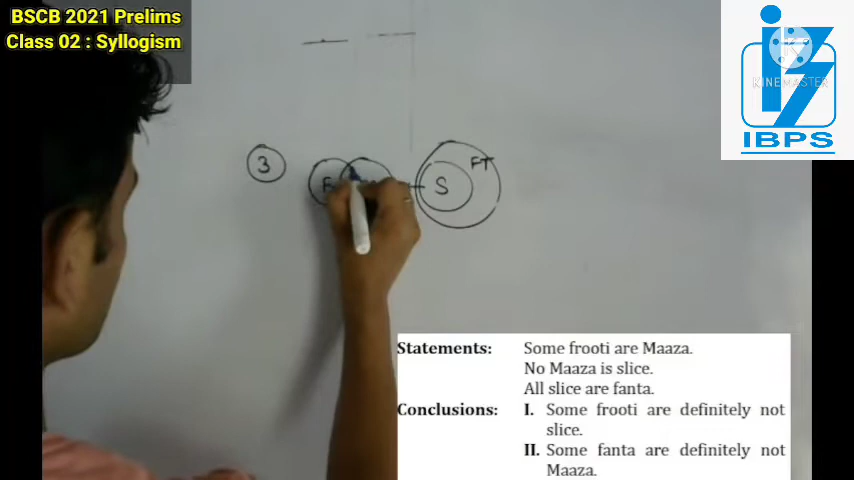 BSCB 2021 Prelims
Class 02 : Syllogism
KINEMASTER
IBPS
3
F
S
FT
Statements: Some frooti are Maaza.
No Maaza is slice.
All slice are fanta.
Conclusions: I. Some frooti are definitely not
slice.
II. Some fanta are definitely not
Maaza.